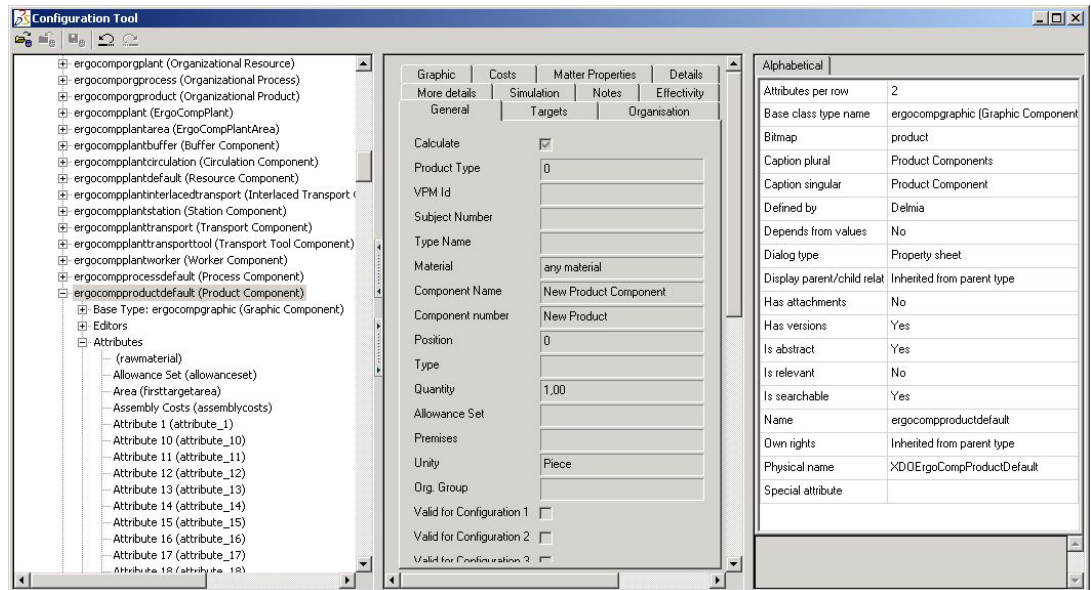 Configuration Tool
ergocomporgplant (Organizational Resource)
ergocomporgprocess (Organizational Process)
ergocomporgproduct (Organizational Product)
ergocompplant (ErgoCompPlant)
ergocompplantarea (ErgoCompPlantArea)
ergocompplantbuffer (Buffer Component)
ergocompplantcirculation (Circulation Component)
ergocompplantdefault (Resource Component)
ergocompplantinterlacedtransport (Interlaced Transport
ergocompplantstation (Station Component)
ergocompplanttransport (Transport Component)
ergocompplanttransporttool (Transport Tool Component)
ergocompplantworker (Worker Component)
ergocompprocessdefault (Process Component)
ergocompproductdefault (Product Component)
Base Type: ergocompgraphic (Graphic Component)
Editors
Attributes
(rawmaterial)
Allowance Set (allowanceset)
Area (firsttargetarea)
Assembly Costs (assemblycosts)
Attribute 1 (attribute_1)
Attribute 10 (attribute_10)
Attribute 11 (attribute_11)
Attribute 12 (attribute_12)
Attribute 13 (attribute_13)
Attribute 14 (attribute_14)
Attribute 15 (attribute_15)
Attribute 16 (attribute_16)
Attribute 17 (attribute_17)
Attribute 18 (attribute_18)
Graphic Costs Matter Properties Details
More details Simulation Notes Effectivity
General Targets Organisation
Calculate
Product Type 0
VPM Id
Subject Number
Type Name
Material any material
Component Name New Product Component
Component number New Product
Position 0
Type
Quantity 1,00
Allowance Set
Premises
Unity Piece
Org. Group
Valid for Configuration 1
Valid for Configuration 2
Valid for Configuration 3
Alphabetical
Attributes per row 2
Base class type name ergocompgraphic (Graphic Component
Bitmap product
Caption plural Product Components
Caption singular Product Component
Defined by Delmia
Depends from values No
Dialog type Property sheet
Display parent/child relat Inherited from parent type
Has attachments No
Has versions Yes
Is abstract Yes
Is relevant No
Is searchable Yes
Name ergocompproductdefault
Own rights Inherited from parent type
Physical name XDOErgoCompProductDefault
Special attribute